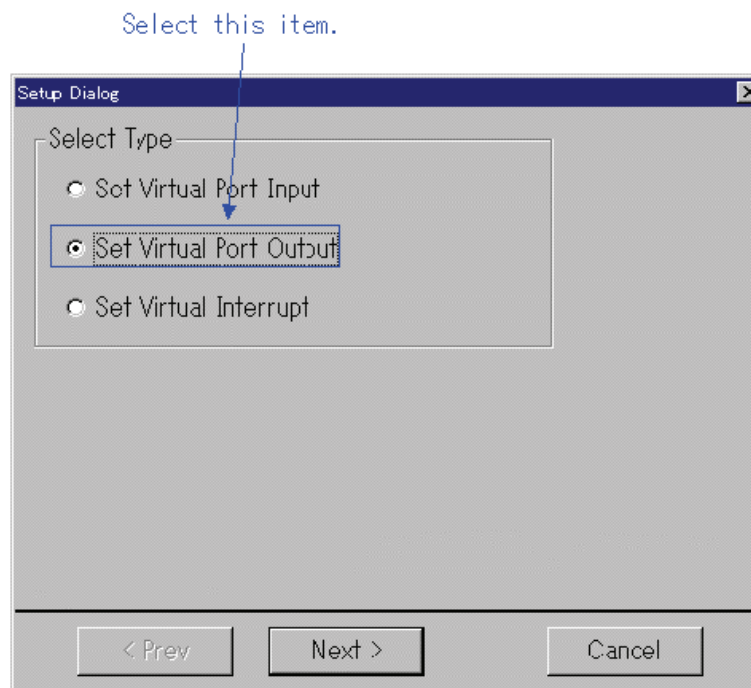 Select this item.
Setup Dialog
Select Type
Set Virtual Port Input
Set Virtual Port Output
Set Virtual Interrupt
< Prev
Next >
Cancel